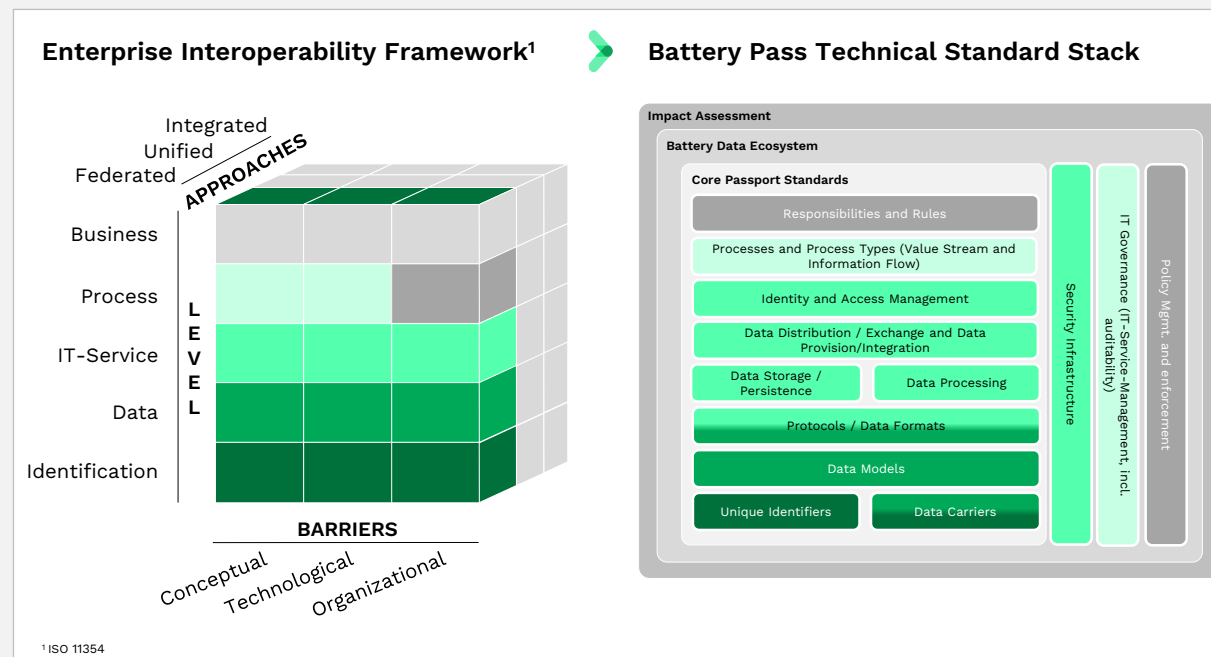 Enterprise Interoperability Framework¹
Battery Pass Technical Standard Stack
Integrated
Unified
Federated
APPROACHES
Business
Process
IT-Service
Data
Identification
LEVEL
BARRIERS
Conceptual
Technological
Organizational
¹ ISO 11354
Impact Assessment
Battery Data Ecosystem
Core Passport Standards
Responsibilities and Rules
Processes and Process Types (Value Stream and
Information Flow)
Identity and Access Management
Data Distribution / Exchange and Data
Provision/Integration
Data Storage /
Persistence
Data Processing
Protocols / Data Formats
Data Models
Unique Identifiers
Data Carriers
Security Infrastructure
IT Governance (IT-Service-Management, incl.
auditability)
Policy Mgmt. and enforcement